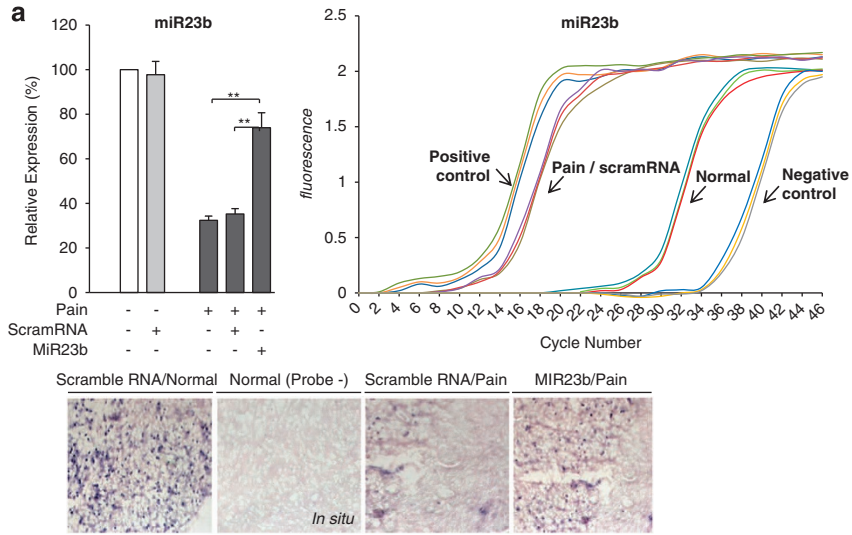 a
miR23b
Relative Expression (%)
120
100
80
60
40
20
0
**
**
Pain - - + + +
ScramRNA - + - + -
MiR23b - - - - +
miR23b
fluorescence
2.5
2
1.5
1
0.5
0
Positive
control
Pain / scramRNA
Normal
Negative
control
0 2 4 6 8 10 12 14 16 18 20 22 24 26 28 30 32 34 36 38 40 42 44 46
Cycle Number
Scramble RNA/Normal
Normal (Probe -)
Scramble RNA/Pain
MIR23b/Pain
In situ